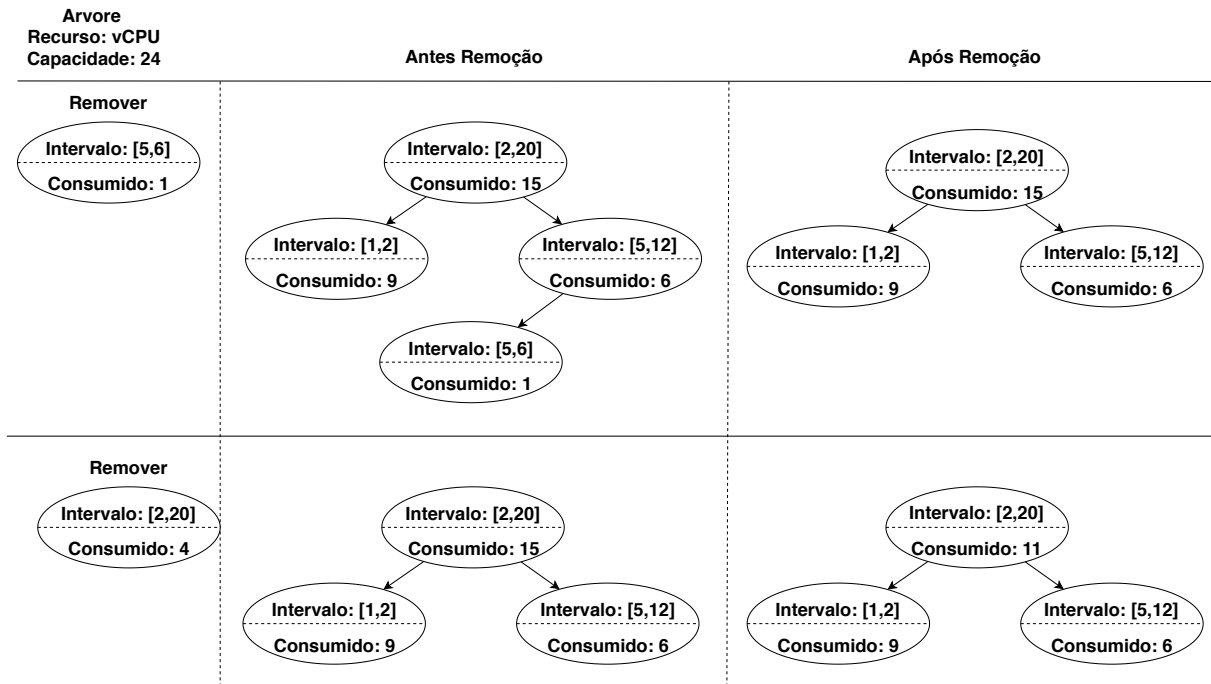 Arvore
Recurso: vCPU
Capacidade: 24
Antes Remoção
Após Remoção
Remover
Intervalo: [5,6]
Consumido: 1
Intervalo: [2,20]
Consumido: 15
Intervalo: [1,2]
Consumido: 9
Intervalo: [5,12]
Consumido: 6
Intervalo: [5,6]
Consumido: 1
Intervalo: [2,20]
Consumido: 15
Intervalo: [1,2]
Consumido: 9
Intervalo: [5,12]
Consumido: 6
Remover
Intervalo: [2,20]
Consumido: 4
Intervalo: [2,20]
Consumido: 15
Intervalo: [1,2]
Consumido: 9
Intervalo: [5,12]
Consumido: 6
Intervalo: [2,20]
Consumido: 11
Intervalo: [1,2]
Consumido: 9
Intervalo: [5,12]
Consumido: 6